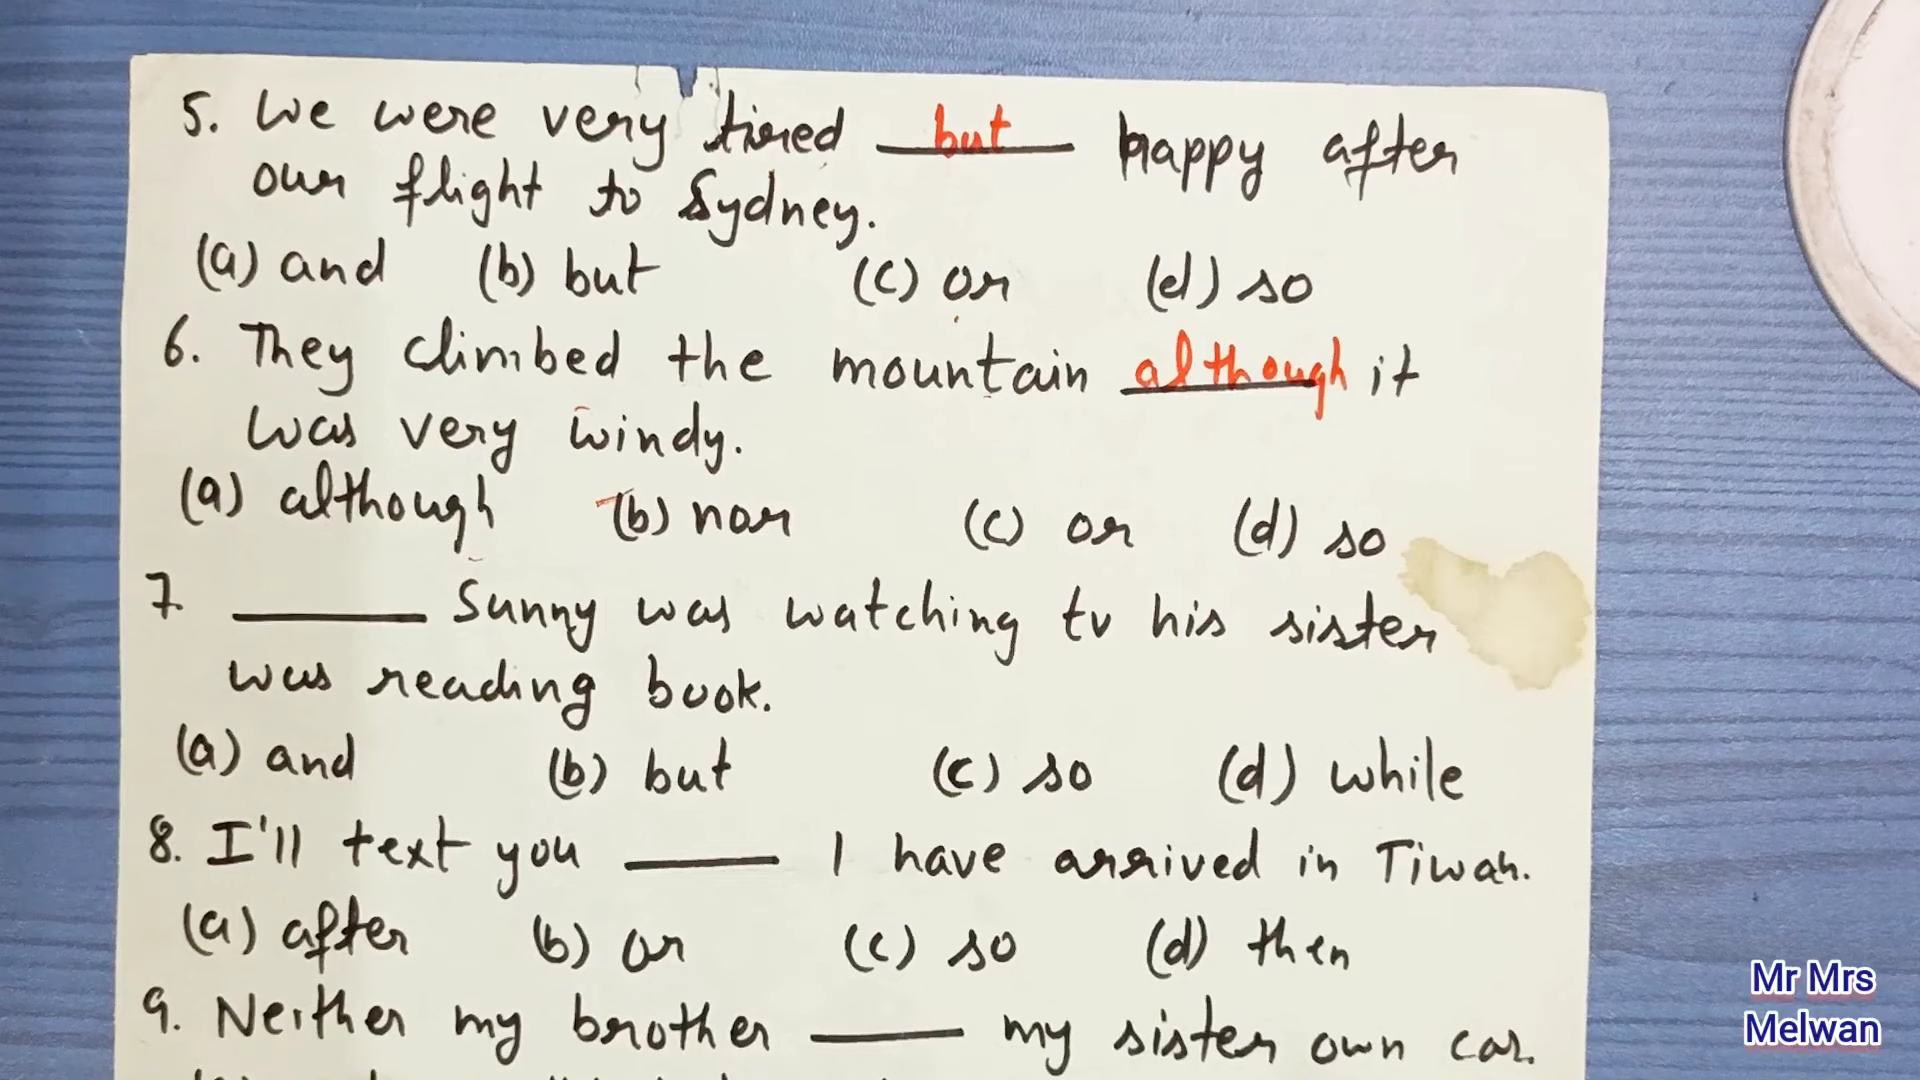 5. We were very tired but happy after
our flight to Sydney.
(a) and (b) but (c) or (d) so
6. They climbed the mountain although it
was very windy.
(a) although (b) nor (c) or (d) so
7. ______ Sunny was watching tv his sister
was reading book.
(a) and (b) but (c) so (d) while
8. I'll text you ______ I have arrived in Tiwan.
(a) after (b) or (c) so (d) then
9. Neither my brother ______ my sister own car.
Mr Mrs
Melwan